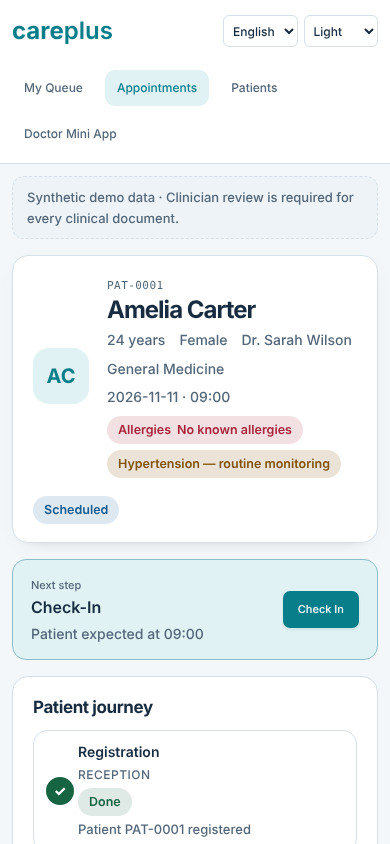 careplus
English
Light
My Queue
Appointments
Patients
Doctor Mini App
Synthetic demo data · Clinician review is required for
every clinical document.
PAT-0001
Amelia Carter
AC
24 years Female Dr. Sarah Wilson
General Medicine
2026-11-11 · 09:00
Allergies No known allergies
Hypertension — routine monitoring
Scheduled
Next step
Check-In
Patient expected at 09:00
Check In
Patient journey
Registration
RECEPTION
Done
Patient PAT-0001 registered